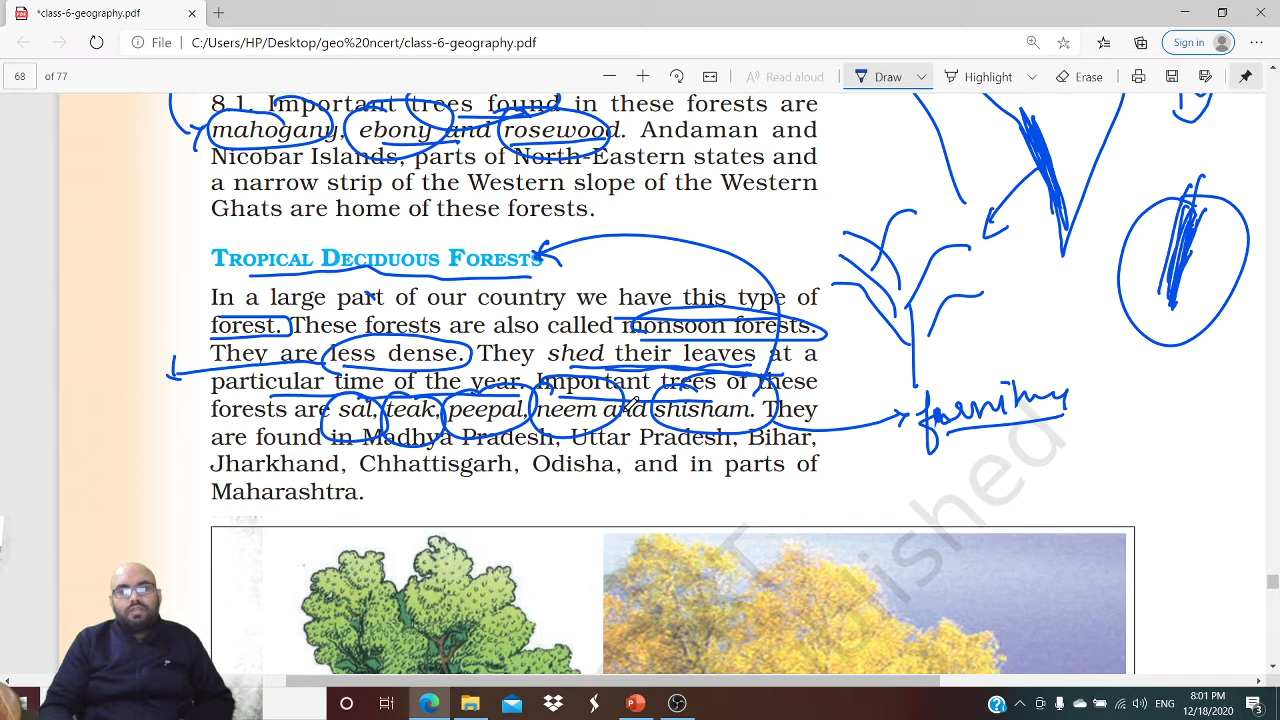 *class-6-geography.pdf
File
C:/Users/HP/Desktop/geo%20ncert/class-6-geography.pdf
Sign in
68 of 77
Read aloud
Draw
Highlight
Erase
8.1. Important trees found in these forests are
mahogany, ebony and rosewood. Andaman and
Nicobar Islands, parts of North-Eastern states and
a narrow strip of the Western slope of the Western
Ghats are home of these forests.
TROPICAL DECIDUOUS FORESTS
In a large part of our country we have this type of
forest. These forests are also called monsoon forests.
They are less dense. They shed their leaves at a
particular time of the year. Important trees of these
forests are sal, teak, peepal, neem and shisham. They
are found in Madhya Pradesh, Uttar Pradesh, Bihar,
Jharkhand, Chhattisgarh, Odisha, and in parts of
Maharashtra.
shed
ENG
8:01 PM
12/18/2020
3